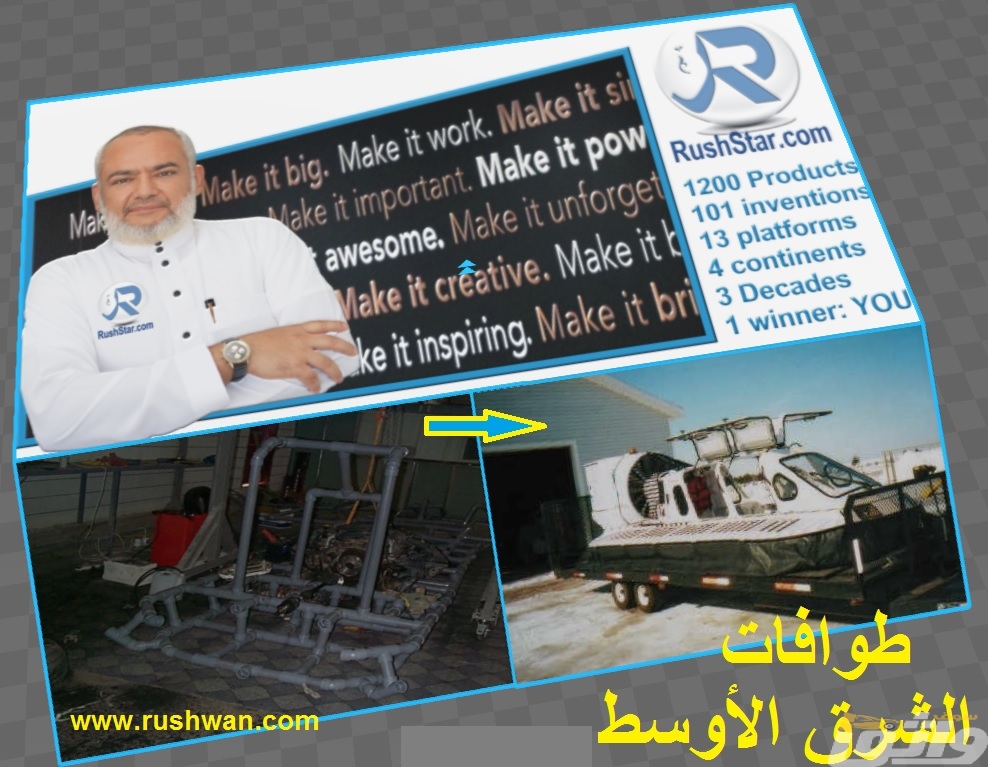 Make it big. Make it work. Make it
Make it important. Make it pow
awesome. Make it unforget
Make it creative. Make it b
it inspiring. Make it bri
RushStar.com
1200 Products
101 inventions
13 platforms
4 continents
3 Decades
1 winner: YOU
RushStar.com
www.rushwan.com
طوافات
الشرق الأوسط